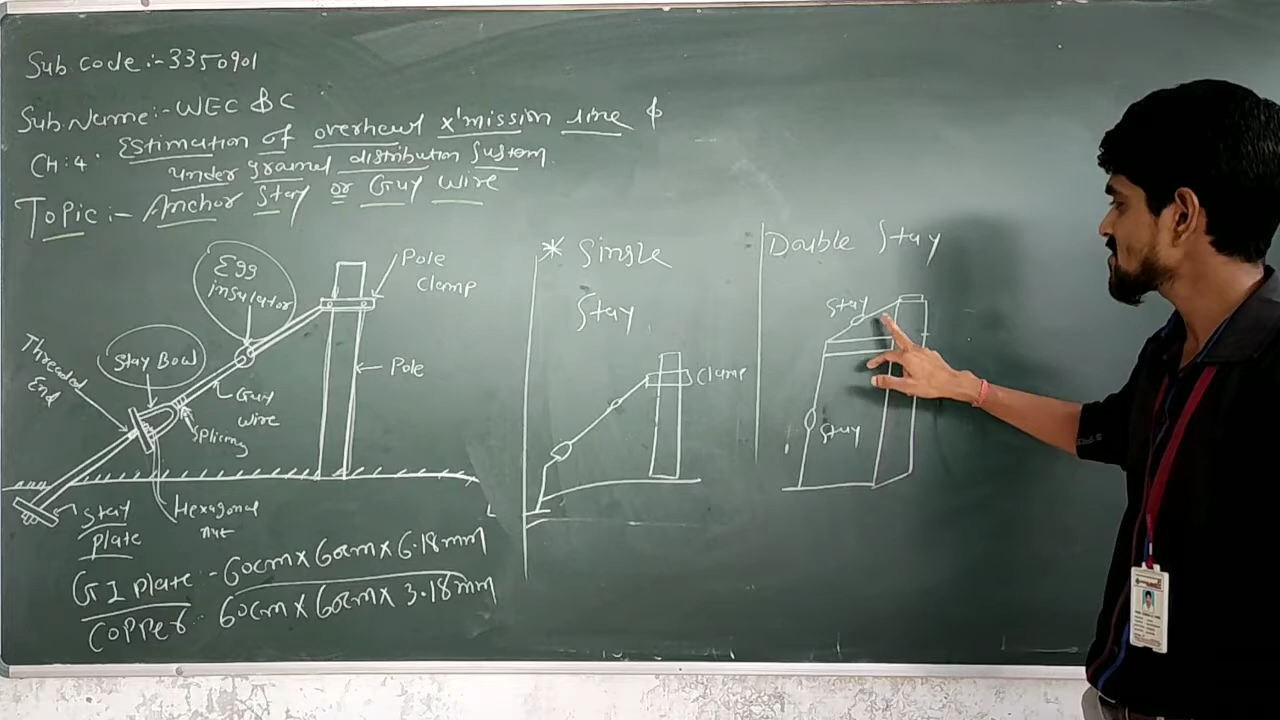 Sub.code:-3350901
Sub.Name:-WEC & C
CH:4. Estimation of overhead x'mission line &
under ground distribution System.
Topic:- Anchor Stay or Guy wire
Egg
insulator
Pole
Clamp
Stay Bow
Threaded
End
Guy
wire
Pole
Splicing
Stay
plate
Hexagonal
nut
GI plate - 60cm x 60cm x 6.18mm
Copper - 60cm x 60cm x 3.18mm
* Single
Stay
Clamp
Double Stay
Stay
Stay